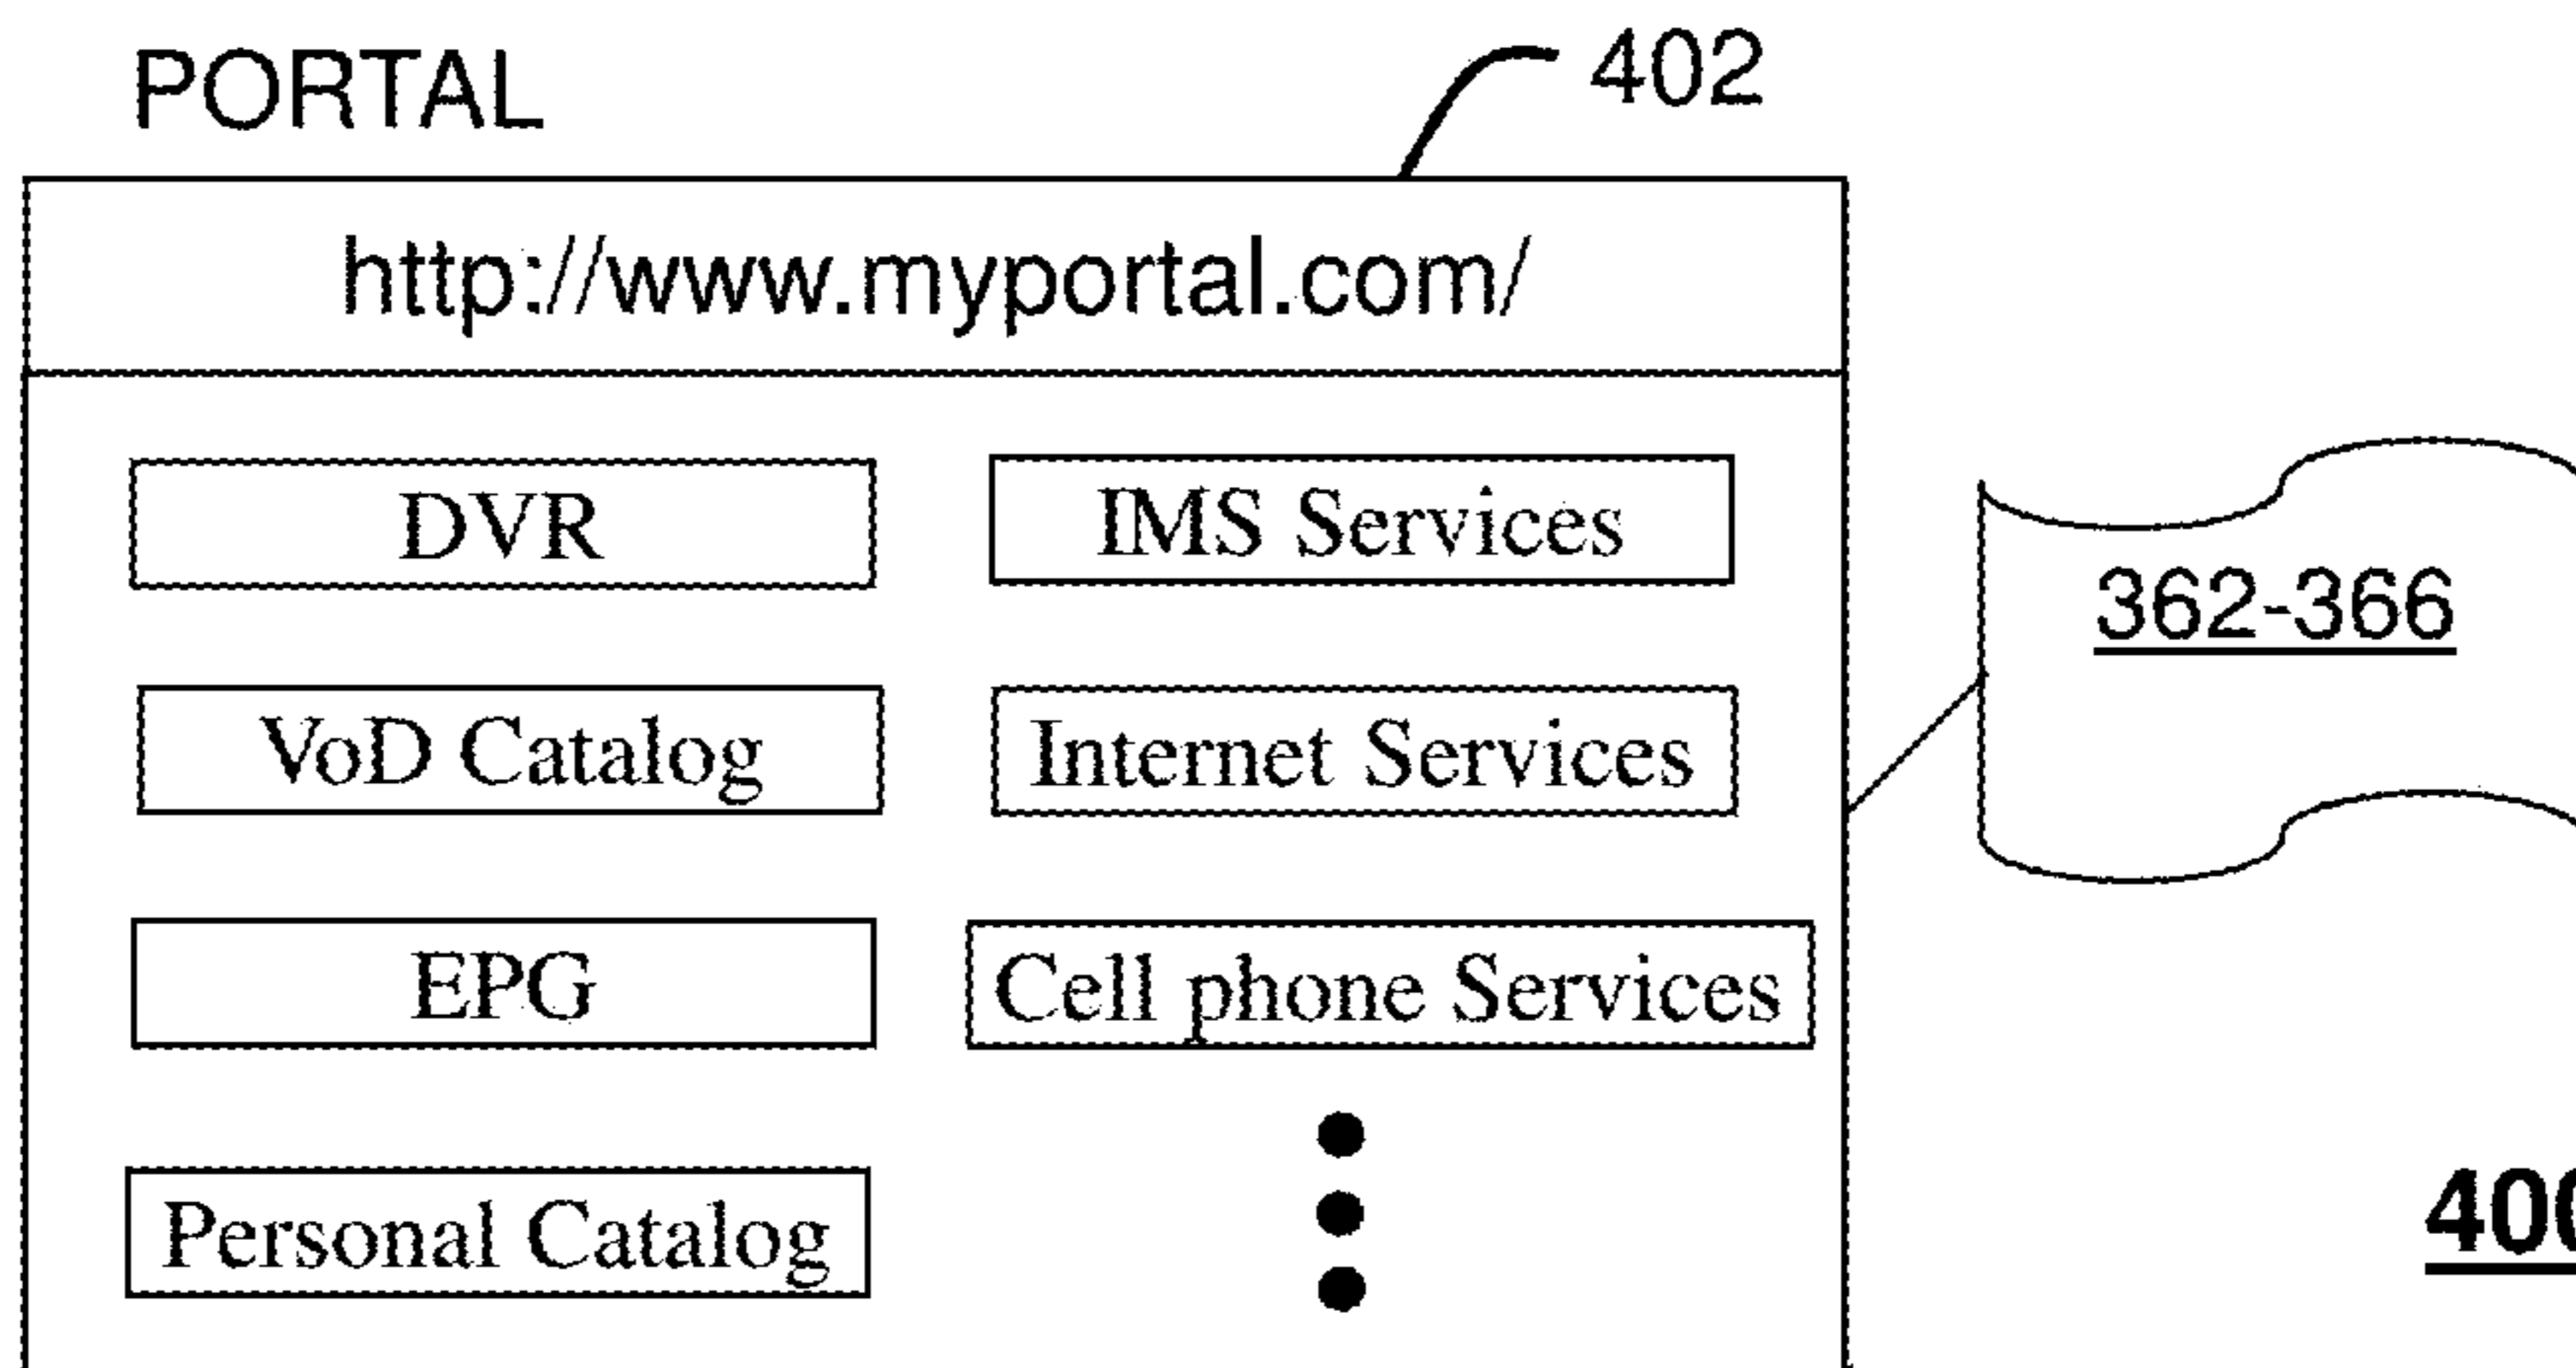 PORTAL
402
http://www.myportal.com/
DVR
IMS Services
362-366
VoD Catalog
Internet Services
EPG
Cell phone Services
Personal Catalog
400